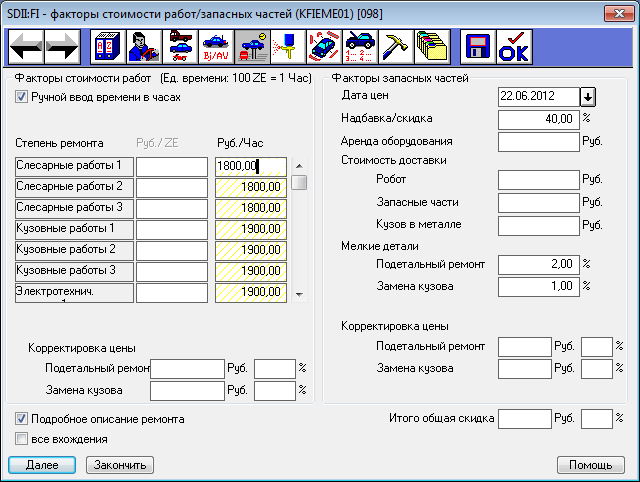 SDII:FI - факторы стоимости работ/запасных частей (KFIEME01) [098]
A Z
Bj/AW
1... 2... 3...
OK
Факторы стоимости работ (Ед. времени: 100 ZE = 1 Час)
Ручной ввод времени в часах
Степень ремонта Руб./ ZE Руб./Час
Слесарные работы 1 1800,00
Слесарные работы 2 1800,00
Слесарные работы 3 1800,00
Кузовные работы 1 1900,00
Кузовные работы 2 1900,00
Кузовные работы 3 1900,00
Электротехнич. 1900,00
Корректировка цены
Подетальный ремонт Руб. %
Замена кузова Руб. %
Подробное описание ремонта
все вхождения
Факторы запасных частей
Дата цен 22.06.2012
Надбавка/скидка 40,00 %
Аренда оборудования Руб.
Стоимость доставки
Робот Руб.
Запасные части Руб.
Кузов в металле Руб.
Мелкие детали
Подетальный ремонт 2,00 %
Замена кузова 1,00 %
Корректировка цены
Подетальный ремонт Руб. %
Замена кузова Руб. %
Итого общая скидка Руб. %
Далее Закончить Помощь